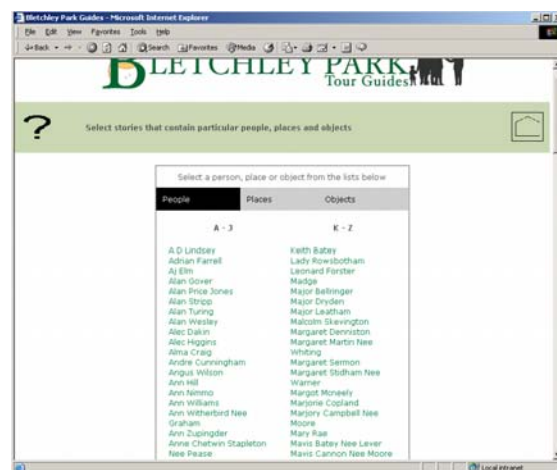 Bletchley Park Guides - Microsoft Internet Explorer
File Edit View Favorites Tools Help
Back Search Favorites Media
BLETCHLEY PARK
Tour Guides
?
Select stories that contain particular people, places and objects
Select a person, place or object from the lists below
People Places Objects
A - J
A D Lindsey
Adrian Farrell
Aj Elm
Alan Gover
Alan Price Jones
Alan Stripp
Alan Turing
Alan Wesley
Alec Dakin
Alec Higgins
Alma Craig
Andre Cunningham
Angus Wilson
Ann Hill
Ann Nimmo
Ann Williams
Ann Witherbird Nee
Graham
Ann Zupingder
Anne Chetwin Stapleton
Nee Pease
K - Z
Keith Batey
Lady Rowsbotham
Leonard Forster
Madge
Major Bellringer
Major Dryden
Major Leatham
Malcolm Skevington
Margaret Denniston
Margaret Martin Nee
Whiting
Margaret Sermon
Margaret Stidham Nee
Warner
Margot Mcneely
Marjorie Copland
Marjory Campbell Nee
Moore
Mary Rae
Mavis Batey Nee Lever
Mavis Cannon Nee Moore
Local intranet